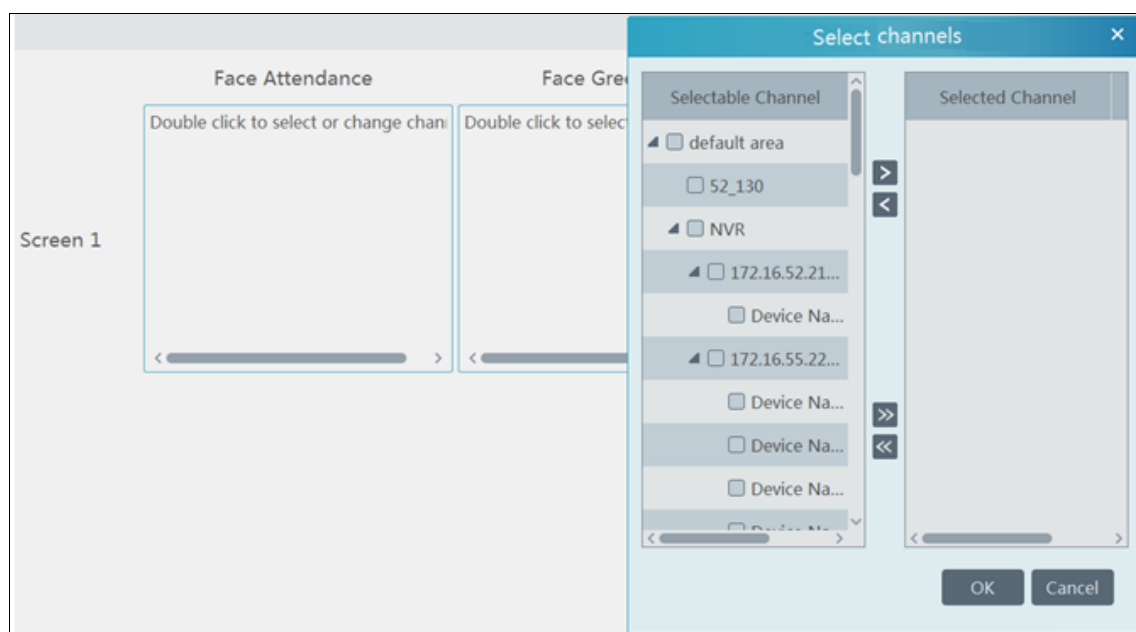 Select channels
Face Attendance
Face Gre
Selectable Channel
Selected Channel
Double click to select or change chan
Double click to selec
default area
52_130
Screen 1
NVR
172.16.52.21...
Device Na...
172.16.55.22...
Device Na...
Device Na...
Device Na...
OK
Cancel